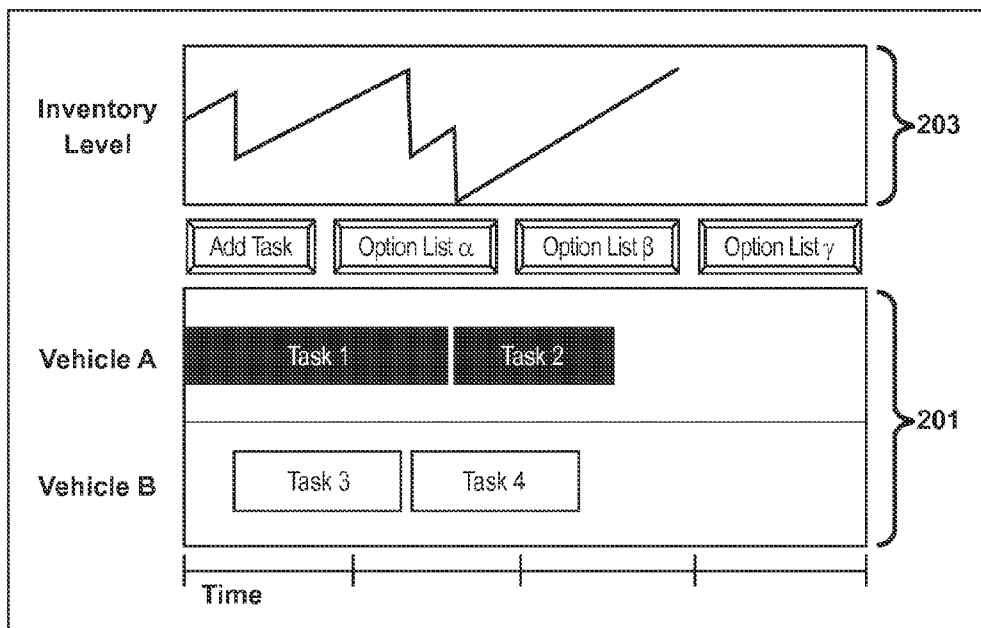 Inventory
Level
203
Add Task
Option List α
Option List β
Option List γ
Vehicle A
Task 1
Task 2
201
Vehicle B
Task 3
Task 4
Time